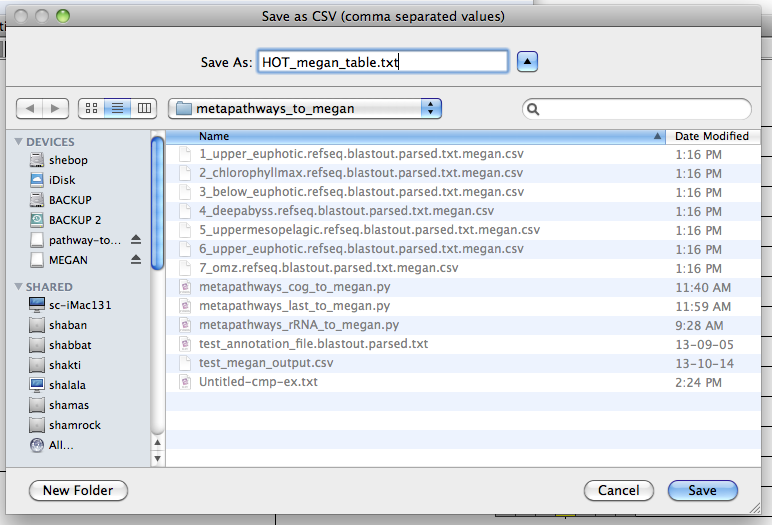 Save as CSV (comma separated values)
Save As: HOT_megan_table.txt
metapathways_to_megan
Name Date Modified
DEVICES
shebop
iDisk
BACKUP
BACKUP 2
pathway-to...
MEGAN
SHARED
sc-iMac131
shaban
shabbat
shakti
shalala
shamas
shamrock
All...
1_upper_euphotic.refseq.blastout.parsed.txt.megan.csv 1:16 PM
2_chlorophyllmax.refseq.blastout.parsed.txt.megan.csv 1:16 PM
3_below_euphotic.refseq.blastout.parsed.txt.megan.csv 1:16 PM
4_deepabyss.refseq.blastout.parsed.txt.megan.csv 1:16 PM
5_uppermesopelagic.refseq.blastout.parsed.txt.megan.csv 1:16 PM
6_upper_euphotic.refseq.blastout.parsed.txt.megan.csv 1:16 PM
7_omz.refseq.blastout.parsed.txt.megan.csv 1:16 PM
metapathways_cog_to_megan.py 11:40 AM
metapathways_last_to_megan.py 11:59 AM
metapathways_rRNA_to_megan.py 9:28 AM
test_annotation_file.blastout.parsed.txt 13-09-05
test_megan_output.csv 13-10-14
Untitled-cmp-ex.txt 2:24 PM
New Folder Cancel Save